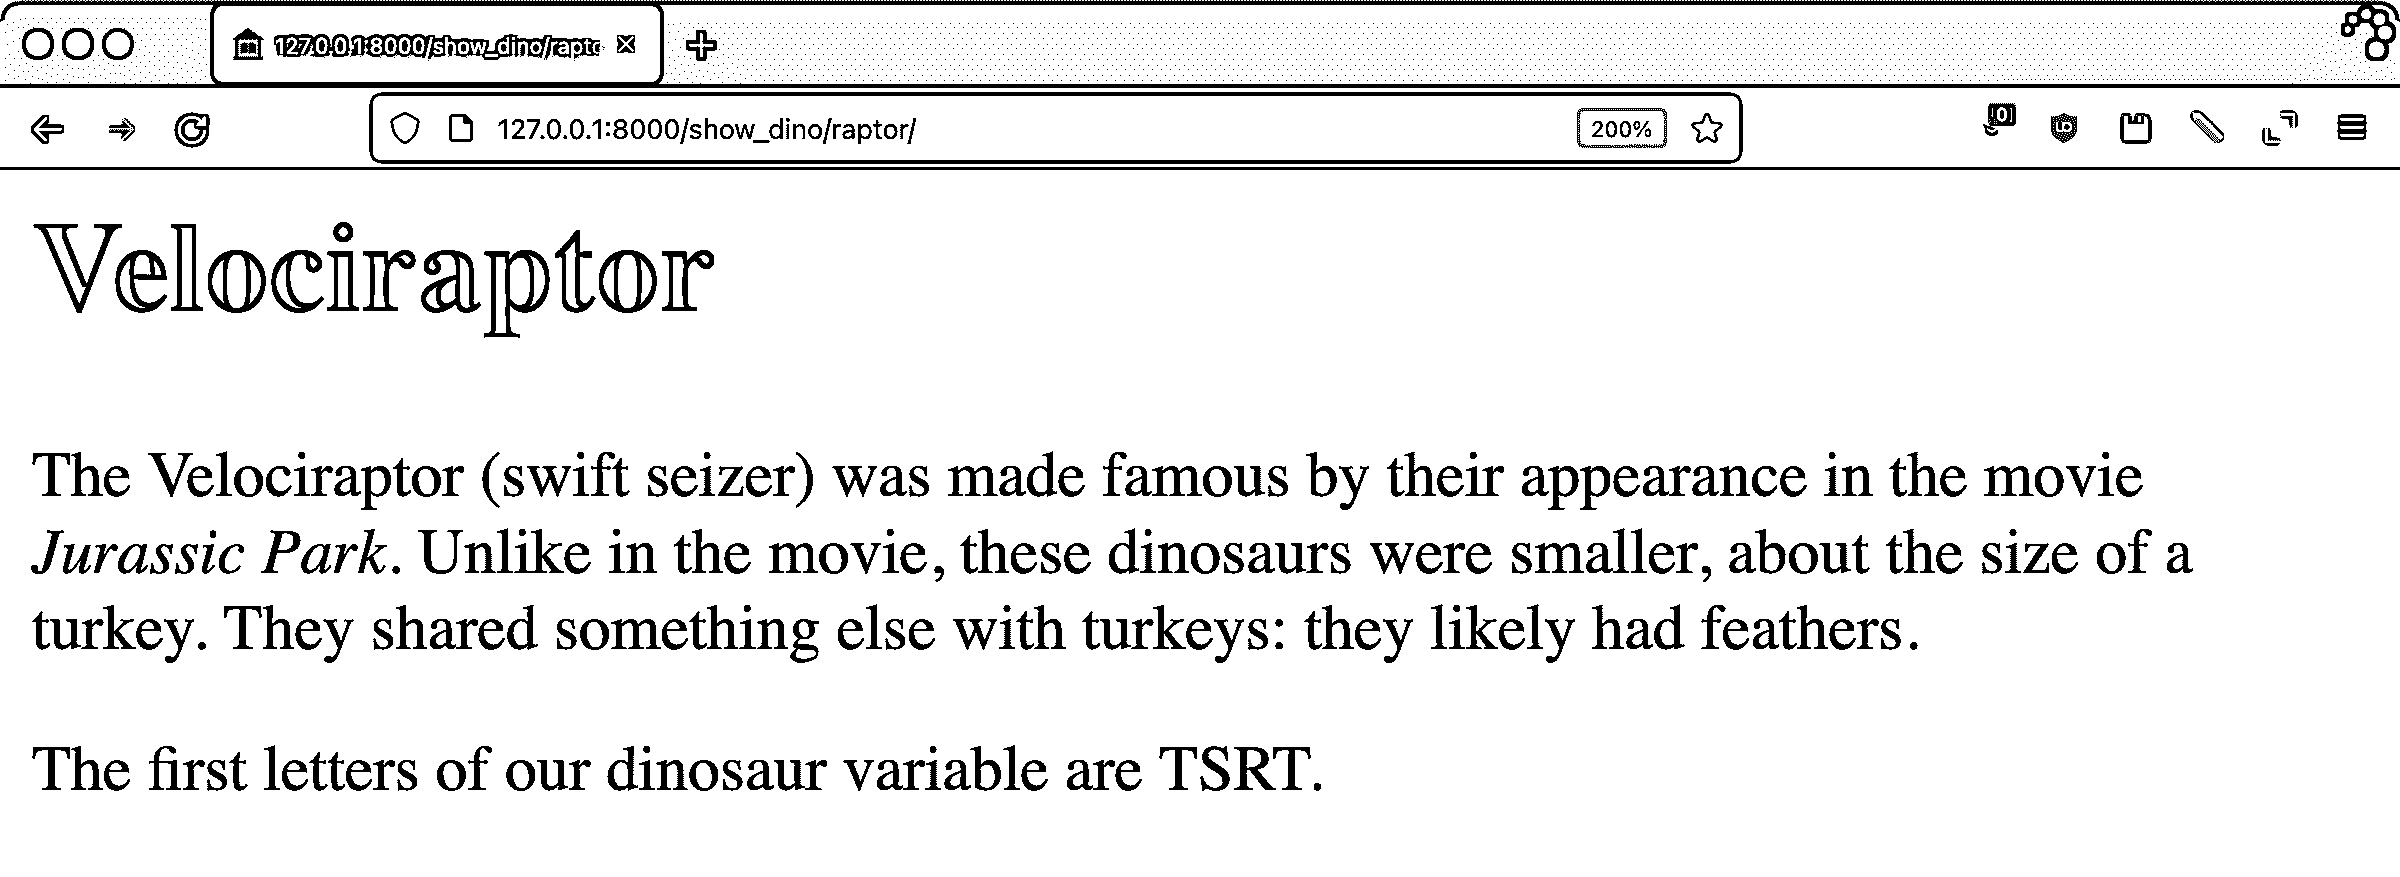 127.0.0.1:8000/show_dino/rapto
127.0.0.1:8000/show_dino/raptor/
200%
Velociraptor
The Velociraptor (swift seizer) was made famous by their appearance in the movie
Jurassic Park. Unlike in the movie, these dinosaurs were smaller, about the size of a
turkey. They shared something else with turkeys: they likely had feathers.
The first letters of our dinosaur variable are TSRT.